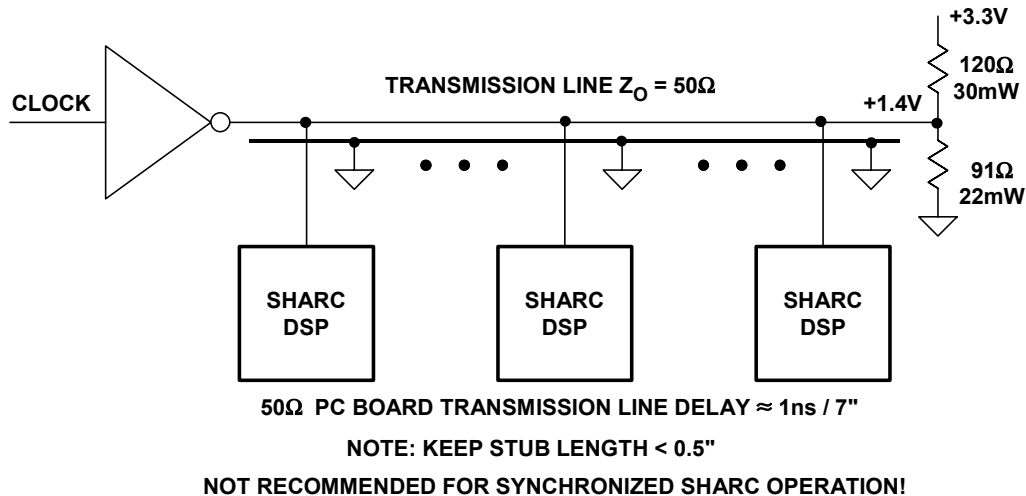 +3.3V
120Ω
30mW
TRANSMISSION LINE ZO = 50Ω
CLOCK
+1.4V
91Ω
22mW
SHARC
DSP
SHARC
DSP
SHARC
DSP
50Ω PC BOARD TRANSMISSION LINE DELAY ≈ 1ns / 7"
NOTE: KEEP STUB LENGTH < 0.5"
NOT RECOMMENDED FOR SYNCHRONIZED SHARC OPERATION!